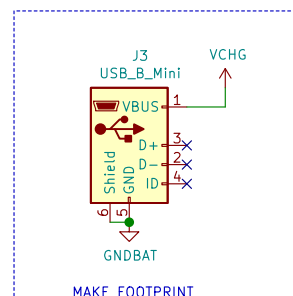 J3
USB_B_Mini
VCHG
VBUS 1
D+ 3
D- 2
ID 4
Shield
GND
6
5
GNDBAT
MAKE FOOTPRINT